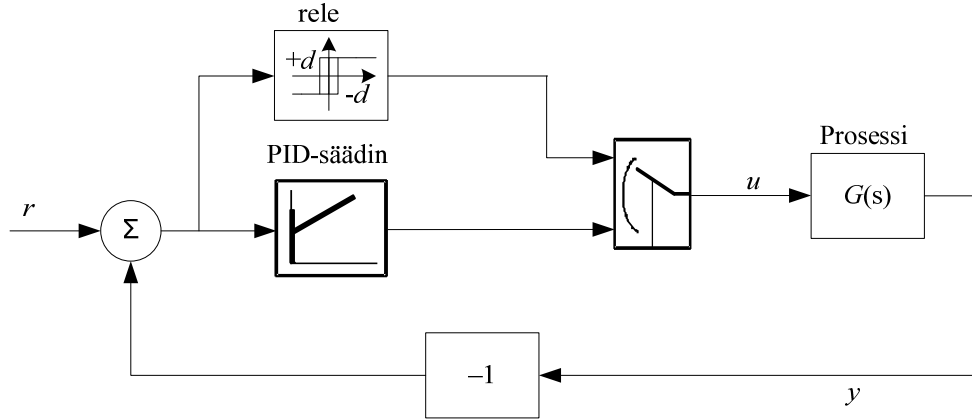 rele
+d
-d
PID-säädin
Prosessi
r
Σ
u
G(s)
–1
y